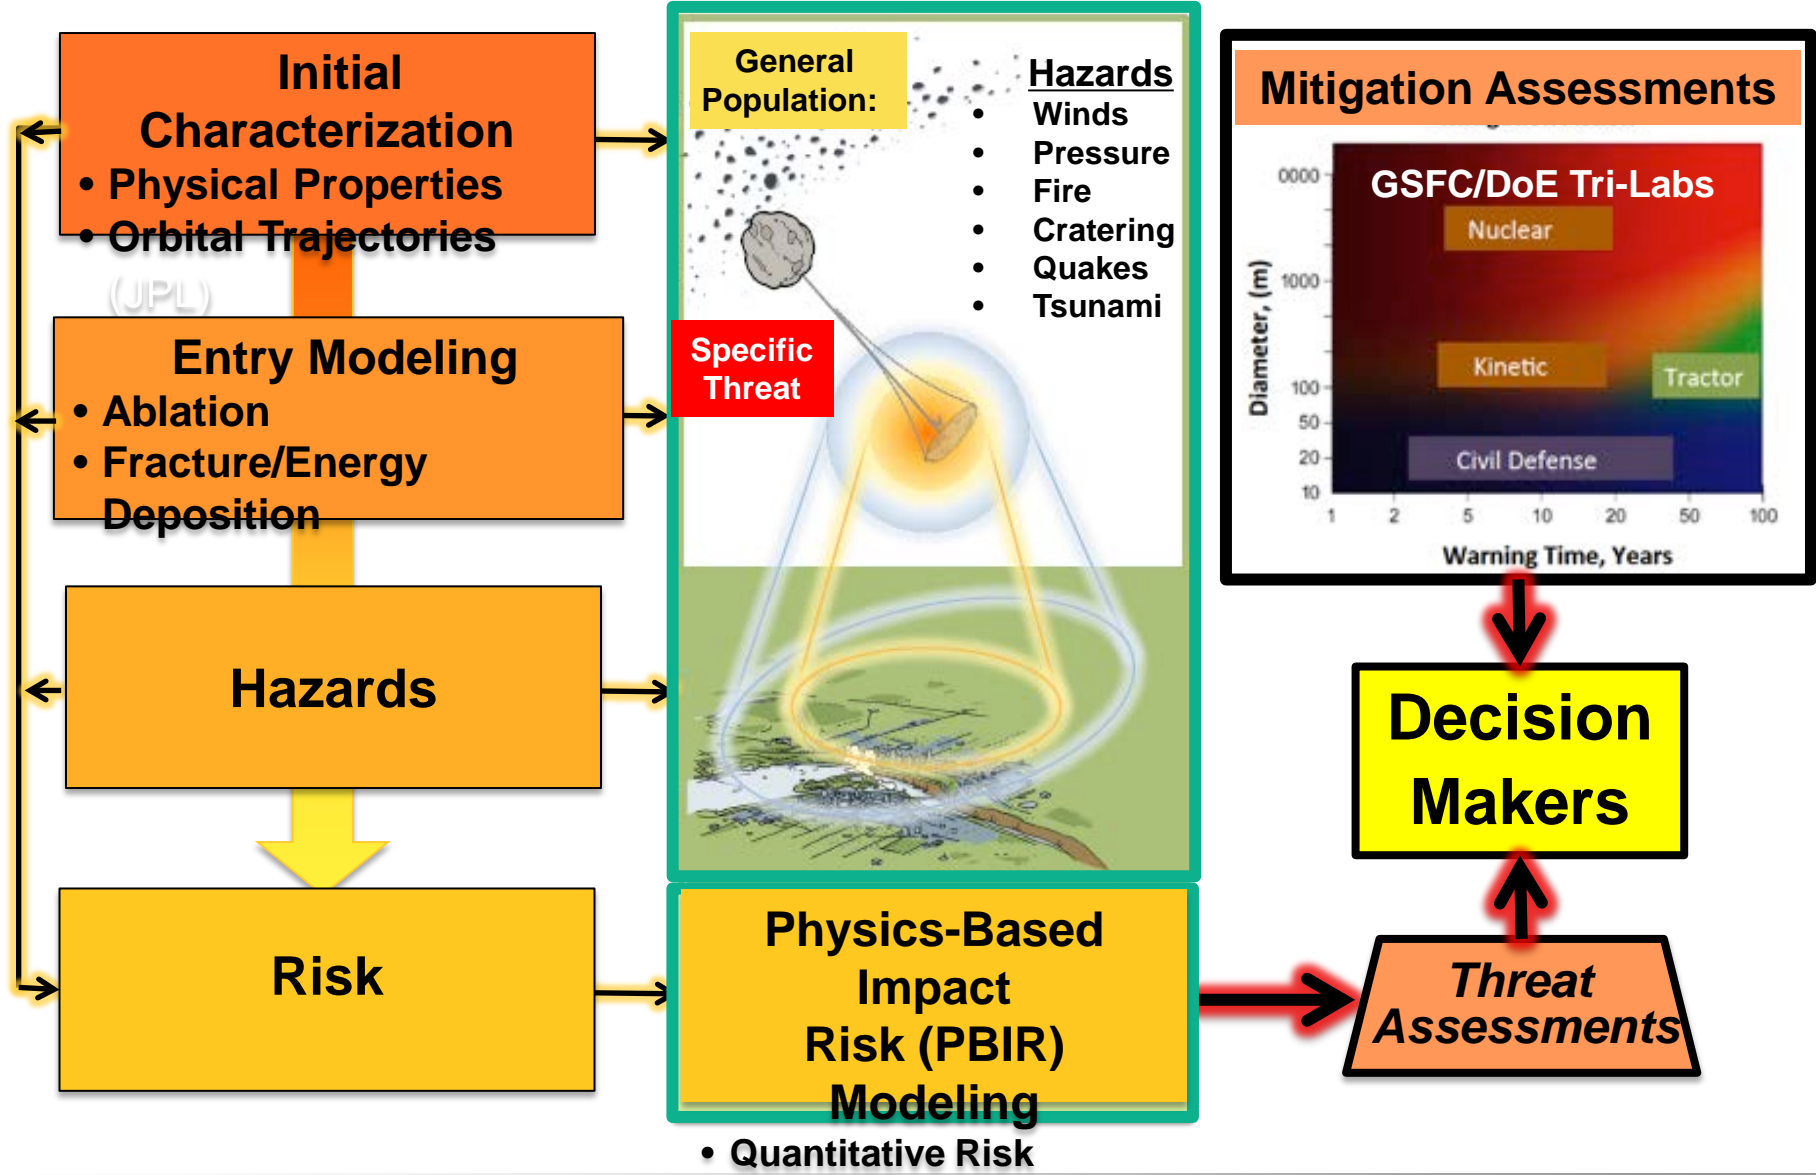 Initial
Characterization
• Physical Properties
• Orbital Trajectories
(JPL)
Entry Modeling
• Ablation
• Fracture/Energy
Deposition
Hazards
Risk
General
Population:
Hazards
• Winds
• Pressure
• Fire
• Cratering
• Quakes
• Tsunami
Specific
Threat
Physics-Based
Impact
Risk (PBIR)
Modeling
• Quantitative Risk
Mitigation Assessments
GSFC/DoE Tri-Labs
Nuclear
Kinetic
Tractor
Civil Defense
Diameter, (m)
0000
1000
100
50
20
10
1 2 5 10 20 50 100
Warning Time, Years
Decision
Makers
Threat
Assessments